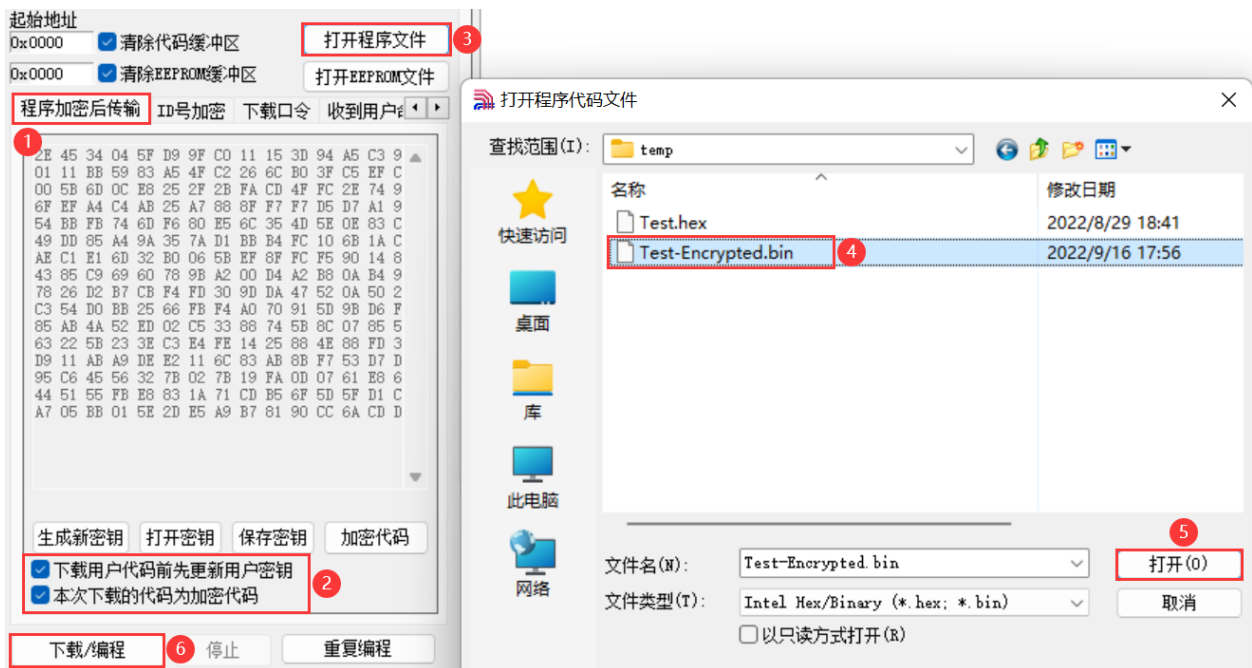 起始地址
0x0000 清除代码缓冲区 打开程序文件 3
0x0000 清除EEPROM缓冲区 打开EEPROM文件
程序加密后传输 ID号加密 下载口令 收到用户
1
2E 45 34 04 5F D9 9F C0 11 15 3D 94 A5 C3 9
01 11 BB 59 83 A5 4F C2 26 6C B0 3F C5 EF C
00 5B 6D 0C E8 25 2F 2B FA CD 4F FC 2E 74 9
6F EF A4 C4 AB 25 A7 88 8F F7 F7 D5 D7 A1 9
54 BB FB 74 6D F6 80 E5 6C 35 4D 5E 0E 83 C
49 DD 85 A4 9A 35 7A D1 BB B4 FC 10 6B 1A C
AE C1 E1 6D 32 B0 06 5B EF 8F FC F5 90 14 8
43 85 C9 69 60 78 9B A2 00 D4 A2 B8 0A B4 9
78 26 D2 B7 CB F4 FD 30 9D DA 47 52 0A 50 2
C3 54 D0 BB 25 66 FB F4 A0 70 91 5D 9B D6 F
85 AB 4A 52 ED 02 C5 33 88 74 5B 8C 07 85 5
63 22 5B 23 3E C3 E4 FE 14 25 88 4E 88 FD 3
D9 11 AB A9 DE E2 11 6C 83 AB 8B F7 53 D7 D
95 C6 45 56 32 7B 02 7B 19 FA 0D 07 61 E8 6
44 51 55 FB E8 83 1A 71 CD B5 6F 5D 5F D1 C
A7 05 BB 01 5E 2D E5 A9 B7 81 90 CC 6A CD D
生成新密钥 打开密钥 保存密钥 加密代码
下载用户代码前先更新用户密钥
本次下载的代码为加密代码
2
下载/编程 6 停止 重复编程
打开程序代码文件
查找范围(I): temp
快速访问
桌面
库
此电脑
网络
名称 修改日期
Test.hex 2022/8/29 18:41
Test-Encrypted.bin 4 2022/9/16 17:56
5
文件名(N): Test-Encrypted.bin 打开(O)
文件类型(T): Intel Hex/Binary (*.hex; *.bin) 取消
以只读方式打开(R)